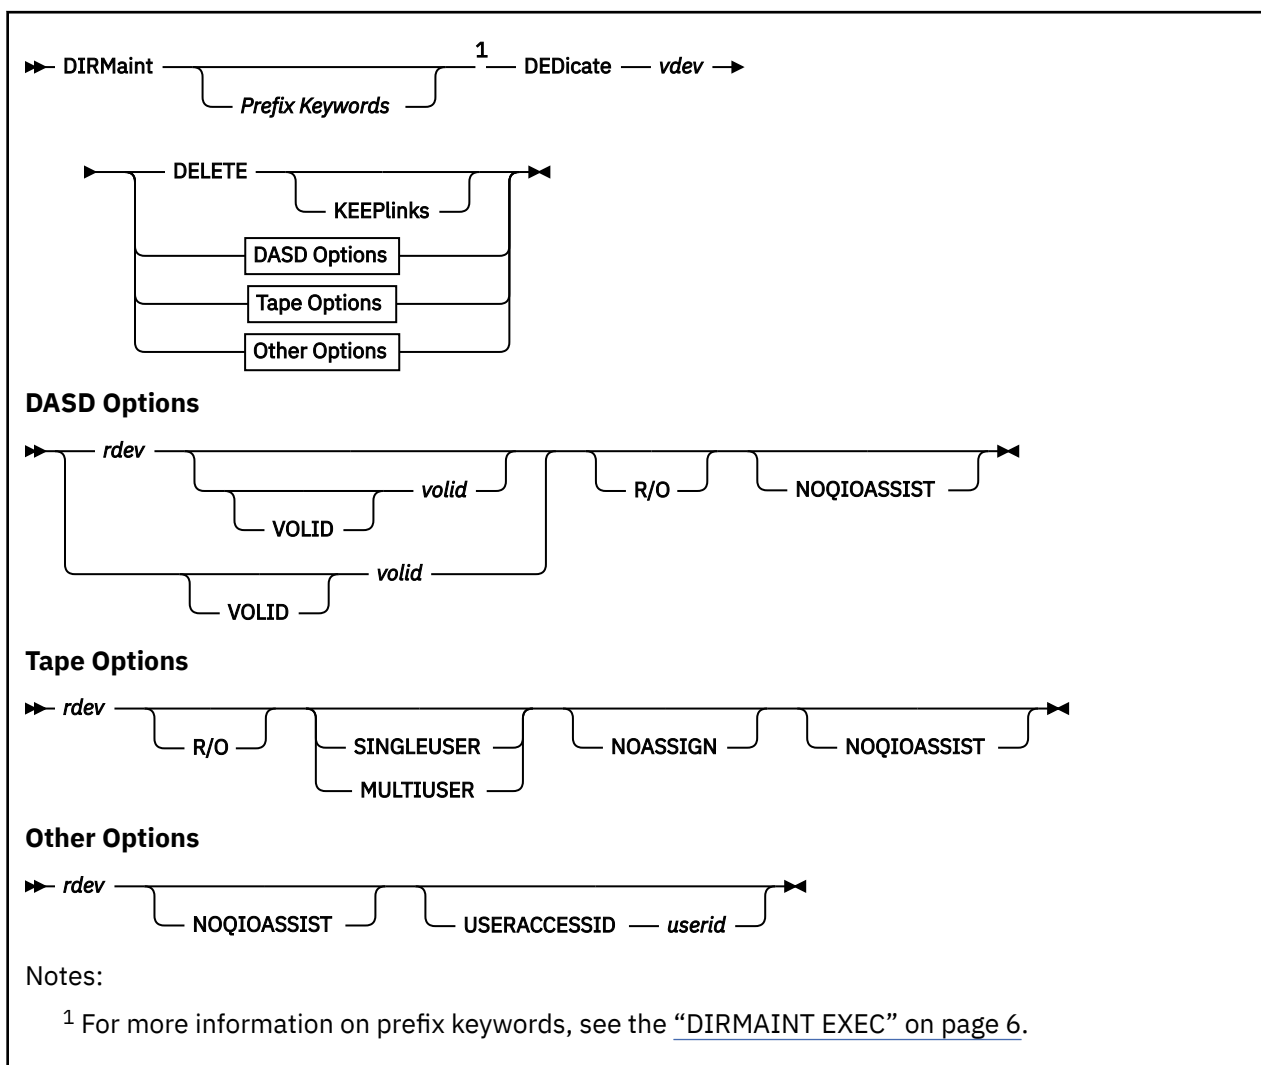 1
DIRMaint DEDicate vdev
Prefix Keywords
DELETE
KEEPlinks
DASD Options
Tape Options
Other Options
DASD Options
rdev
volid R/O NOQIOASSIST
VOLID
volid
VOLID
Tape Options
rdev
R/O SINGLEUSER NOASSIGN NOQIOASSIST
MULTIUSER
Other Options
rdev
NOQIOASSIST USERACCESSID userid
Notes:
1 For more information on prefix keywords, see the “DIRMAINT EXEC” on page 6.